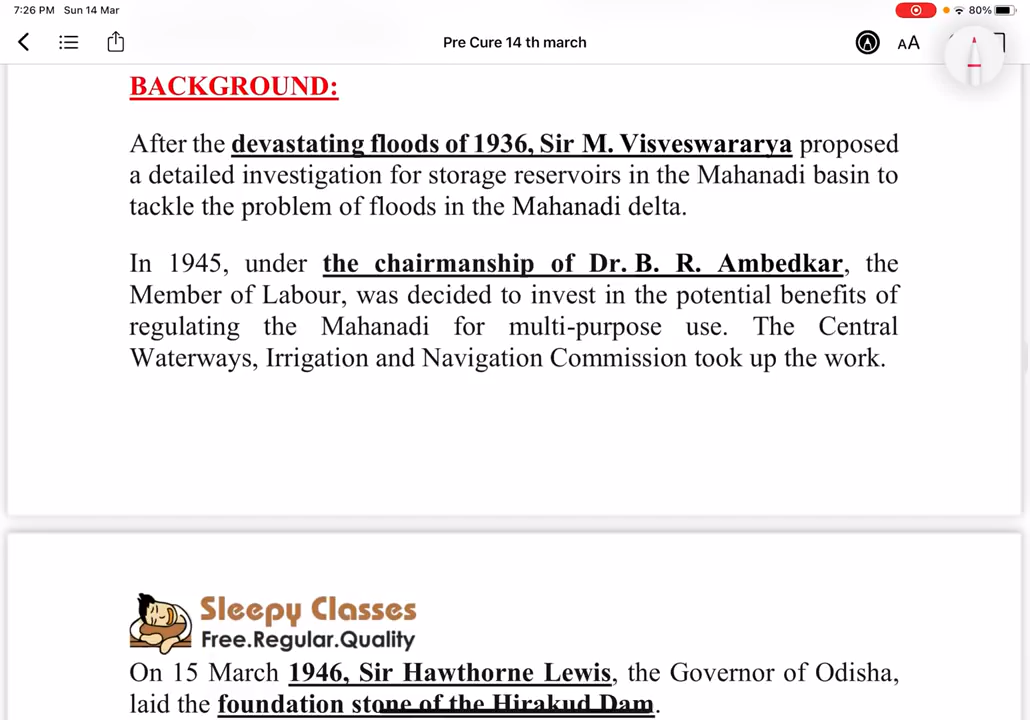 7:26 PM Sun 14 Mar
80%
Pre Cure 14 th march
AA
BACKGROUND:
After the devastating floods of 1936, Sir M. Visveswararya proposed
a detailed investigation for storage reservoirs in the Mahanadi basin to
tackle the problem of floods in the Mahanadi delta.
In 1945, under the chairmanship of Dr. B. R. Ambedkar, the
Member of Labour, was decided to invest in the potential benefits of
regulating the Mahanadi for multi-purpose use. The Central
Waterways, Irrigation and Navigation Commission took up the work.
Sleepy Classes
Free.Regular.Quality
On 15 March 1946, Sir Hawthorne Lewis, the Governor of Odisha,
laid the foundation stone of the Hirakud Dam.